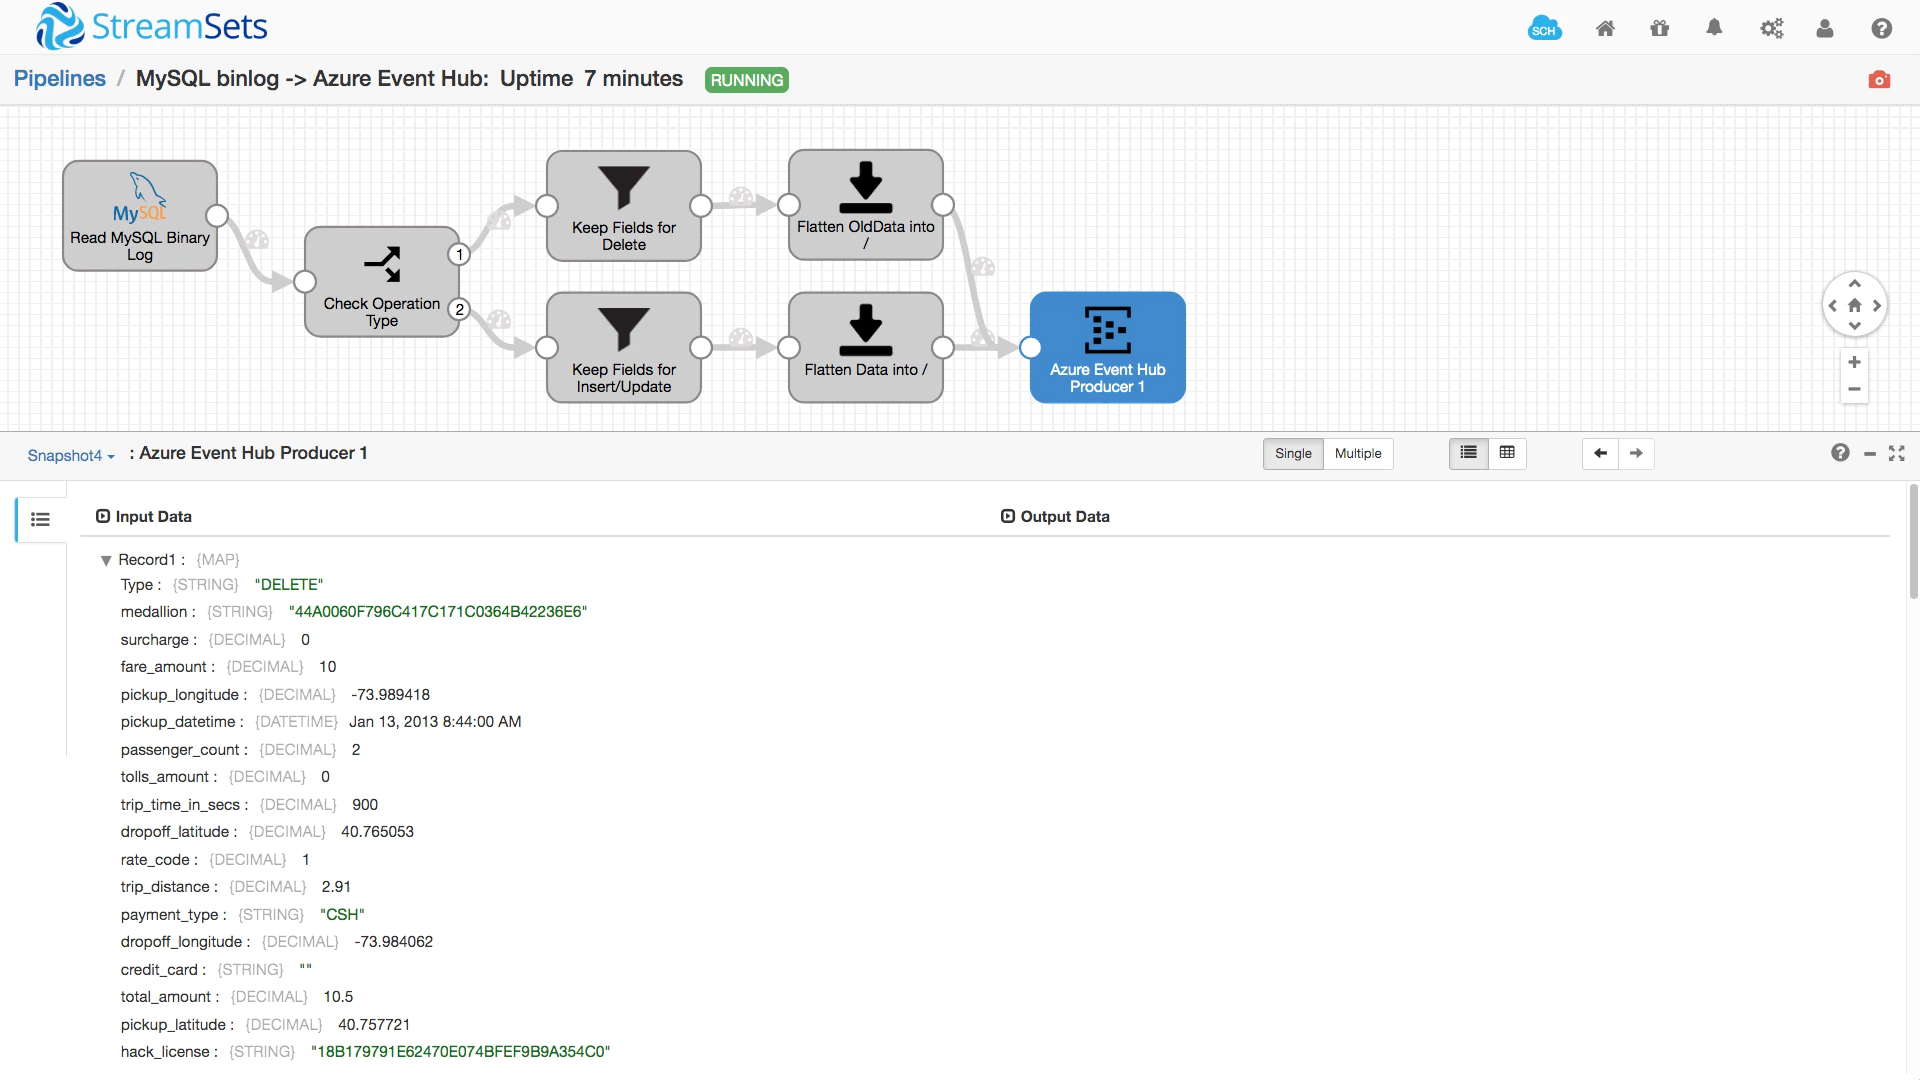 StreamSets
SCH
Pipelines / MySQL binlog -> Azure Event Hub: Uptime 7 minutes RUNNING
MySQL
Read MySQL Binary
Log
Check Operation
Type
1
2
Keep Fields for
Delete
Flatten OldData into
/
Keep Fields for
Insert/Update
Flatten Data into /
Azure Event Hub
Producer 1
Snapshot4 : Azure Event Hub Producer 1
Single Multiple
Input Data
Output Data
Record1 : {MAP}
Type : {STRING} "DELETE"
medallion : {STRING} "44A0060F796C417C171C0364B42236E6"
surcharge : {DECIMAL} 0
fare_amount : {DECIMAL} 10
pickup_longitude : {DECIMAL} -73.989418
pickup_datetime : {DATETIME} Jan 13, 2013 8:44:00 AM
passenger_count : {DECIMAL} 2
tolls_amount : {DECIMAL} 0
trip_time_in_secs : {DECIMAL} 900
dropoff_latitude : {DECIMAL} 40.765053
rate_code : {DECIMAL} 1
trip_distance : {DECIMAL} 2.91
payment_type : {STRING} "CSH"
dropoff_longitude : {DECIMAL} -73.984062
credit_card : {STRING} ""
total_amount : {DECIMAL} 10.5
pickup_latitude : {DECIMAL} 40.757721
hack_license : {STRING} "18B179791E62470E074BFEF9B9A354C0"